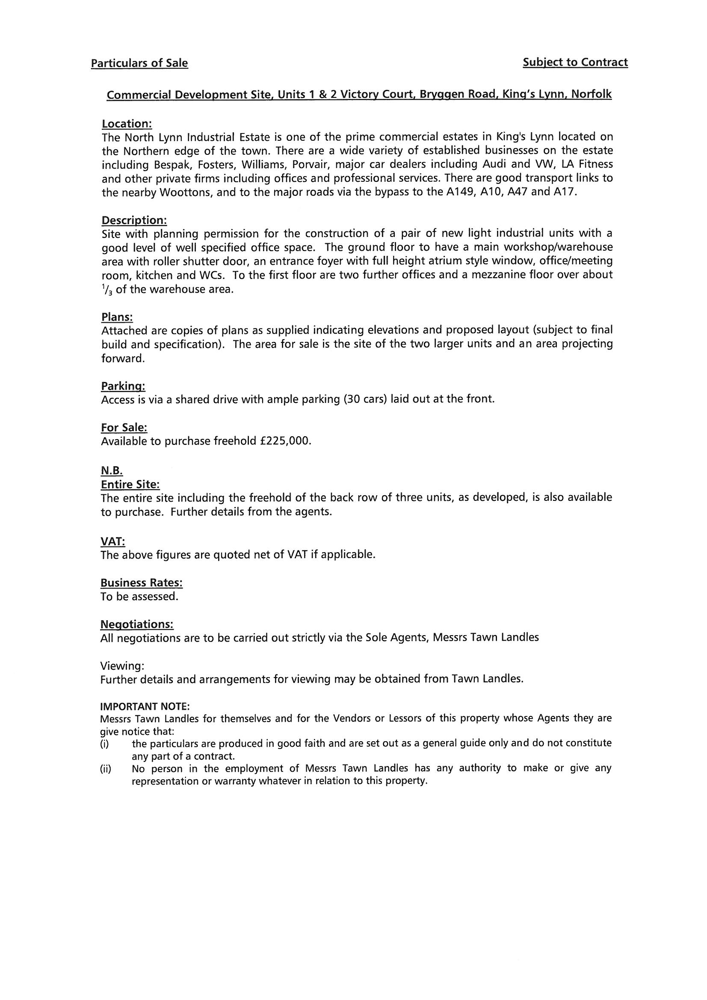 Particulars of Sale
Subject to Contract
Commercial Development Site, Units 1 & 2 Victory Court, Bryggen Road, King's Lynn, Norfolk
Location:
The North Lynn Industrial Estate is one of the prime commercial estates in King's Lynn located on
the Northern edge of the town. There are a wide variety of established businesses on the estate
including Bespak, Fosters, Williams, Porvair, major car dealers including Audi and VW, LA Fitness
and other private firms including offices and professional services. There are good transport links to
the nearby Woottons, and to the major roads via the bypass to the A149, A10, A47 and A17.
Description:
Site with planning permission for the construction of a pair of new light industrial units with a
good level of well specified office space. The ground floor to have a main workshop/warehouse
area with roller shutter door, an entrance foyer with full height atrium style window, office/meeting
room, kitchen and WCs. To the first floor are two further offices and a mezzanine floor over about
1/3 of the warehouse area.
Plans:
Attached are copies of plans as supplied indicating elevations and proposed layout (subject to final
build and specification). The area for sale is the site of the two larger units and an area projecting
forward.
Parking:
Access is via a shared drive with ample parking (30 cars) laid out at the front.
For Sale:
Available to purchase freehold £225,000.
N.B.
Entire Site:
The entire site including the freehold of the back row of three units, as developed, is also available
to purchase. Further details from the agents.
VAT:
The above figures are quoted net of VAT if applicable.
Business Rates:
To be assessed.
Negotiations:
All negotiations are to be carried out strictly via the Sole Agents, Messrs Tawn Landles
Viewing:
Further details and arrangements for viewing may be obtained from Tawn Landles.
IMPORTANT NOTE:
Messrs Tawn Landles for themselves and for the Vendors or Lessors of this property whose Agents they are
give notice that:
(i) the particulars are produced in good faith and are set out as a general guide only and do not constitute
any part of a contract.
(ii) No person in the employment of Messrs Tawn Landles has any authority to make or give any
representation or warranty whatever in relation to this property.